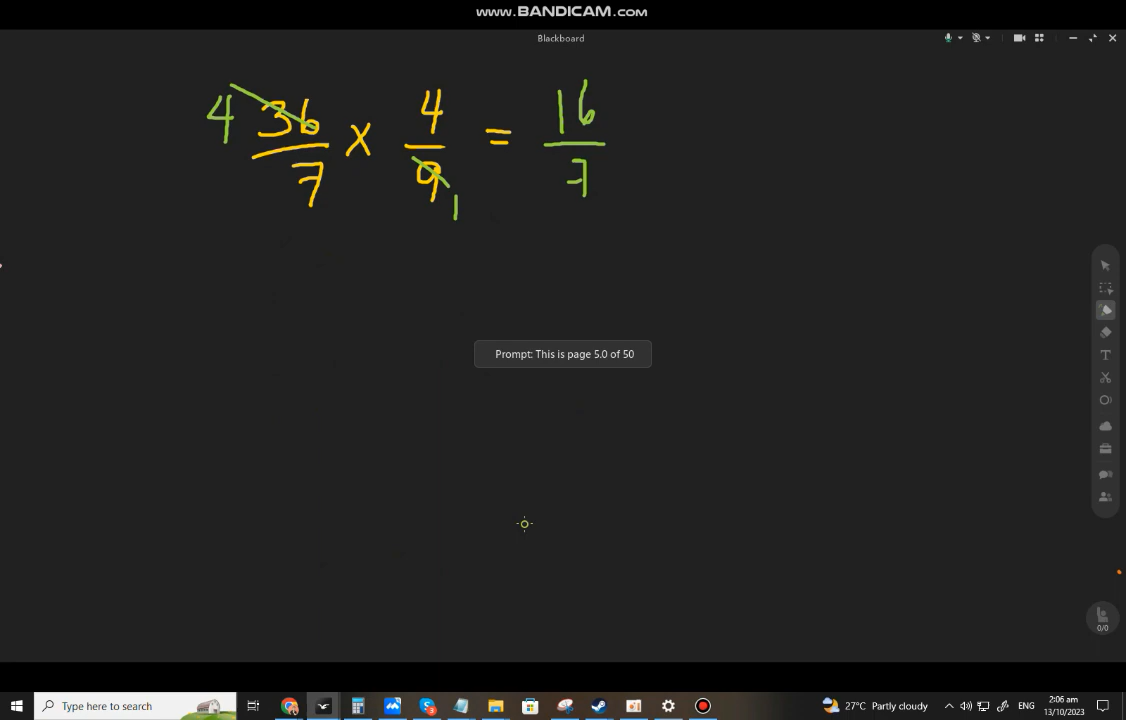 www.BANDICAM.com
Blackboard
4 36/7 x 4/9 1 = 16/7
Prompt: This is page 5.0 of 50
0/0
Type here to search
27°C Partly cloudy
ENG
2:06 am
13/10/2023